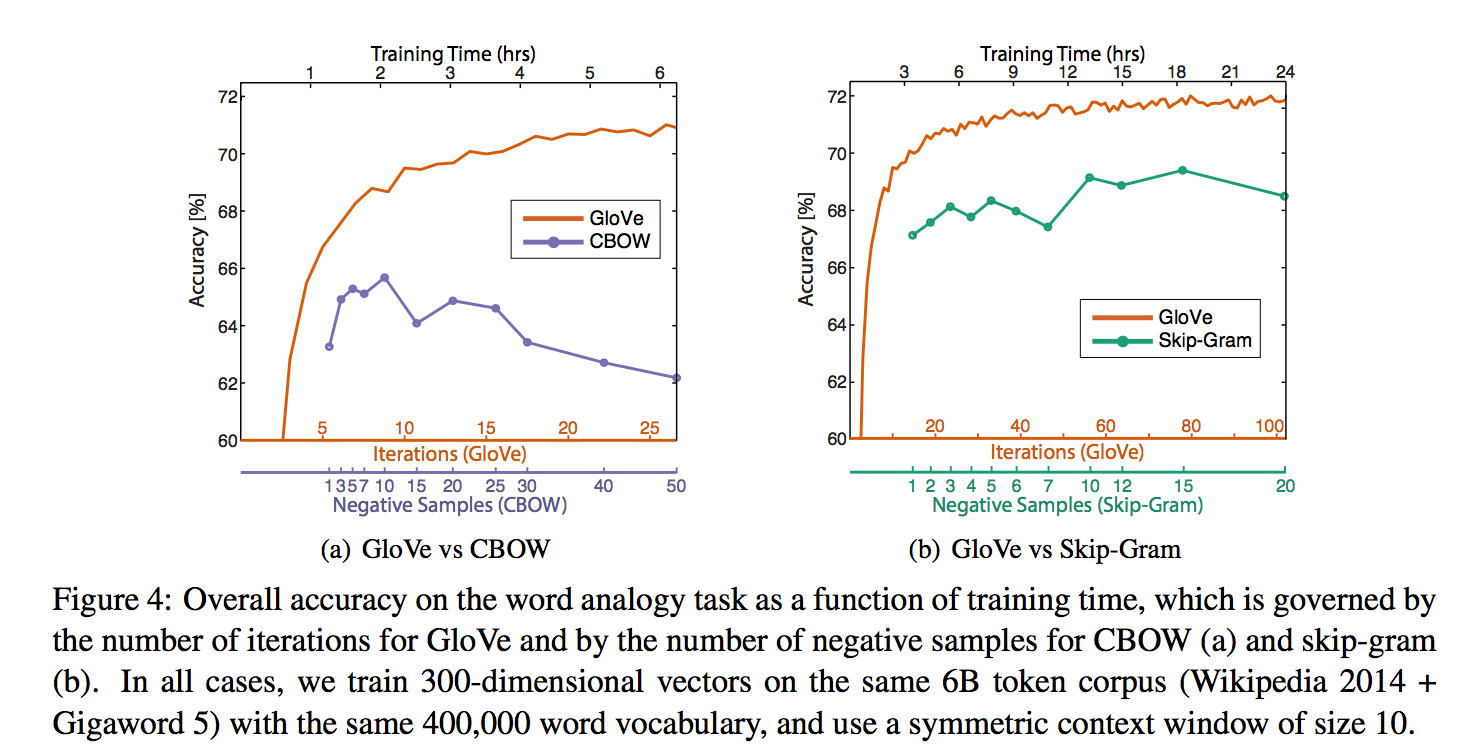 Training Time (hrs)
1 2 3 4 5 6
72
70
68
66
64
62
60
Accuracy [%]
GloVe
CBOW
5 10 15 20 25
Iterations (GloVe)
1 3 5 7 10 15 20 25 30 40 50
Negative Samples (CBOW)
(a) GloVe vs CBOW
Training Time (hrs)
3 6 9 12 15 18 21 24
72
70
68
66
64
62
60
Accuracy [%]
GloVe
Skip-Gram
20 40 60 80 100
Iterations (GloVe)
1 2 3 4 5 6 7 10 12 15 20
Negative Samples (Skip-Gram)
(b) GloVe vs Skip-Gram
Figure 4: Overall accuracy on the word analogy task as a function of training time, which is governed by
the number of iterations for GloVe and by the number of negative samples for CBOW (a) and skip-gram
(b). In all cases, we train 300-dimensional vectors on the same 6B token corpus (Wikipedia 2014 +
Gigaword 5) with the same 400,000 word vocabulary, and use a symmetric context window of size 10.